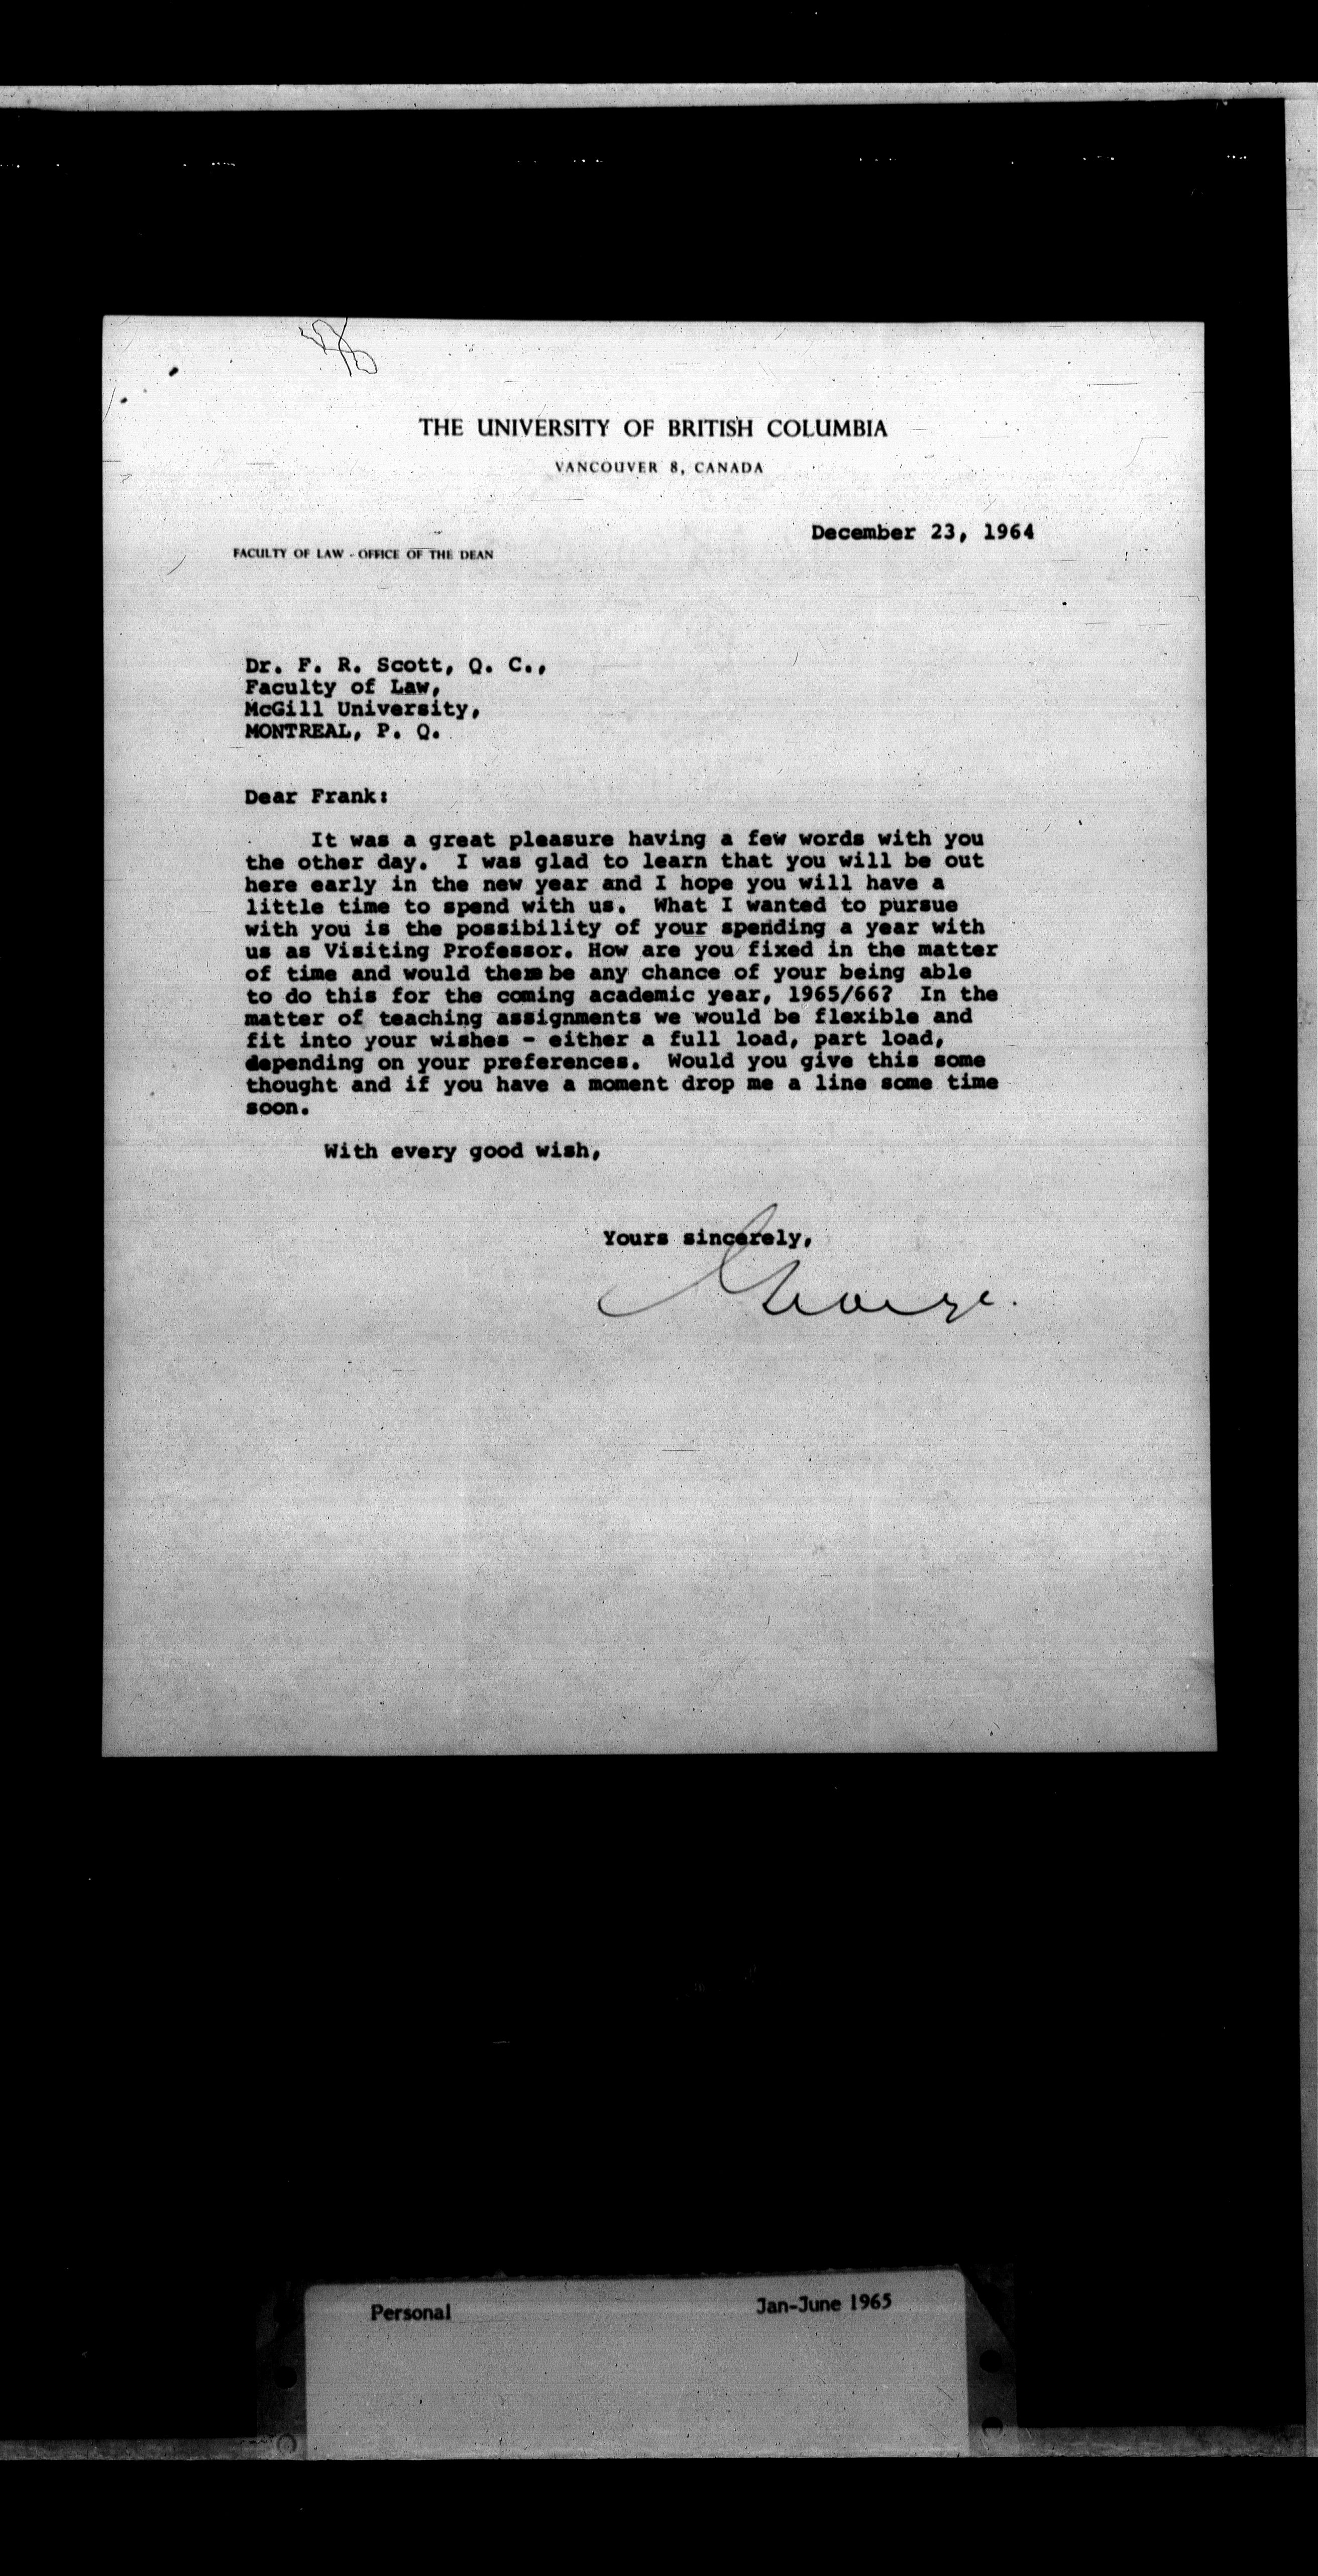 THE UNIVERSITY OF BRITISH COLUMBIA
VANCOUVER 8, CANADA
December 23, 1964
FACULTY OF LAW - OFFICE OF THE DEAN
Dr. F. R. Scott, Q. C.,
Faculty of Law,
McGill University,
MONTREAL, P. Q.
Dear Frank:
It was a great pleasure having a few words with you
the other day. I was glad to learn that you will be out
here early in the new year and I hope you will have a
little time to spend with us. What I wanted to pursue
with you is the possibility of your spending a year with
us as Visiting Professor. How are you fixed in the matter
of time and would there be any chance of your being able
to do this for the coming academic year, 1965/66? In the
matter of teaching assignments we would be flexible and
fit into your wishes - either a full load, part load,
depending on your preferences. Would you give this some
thought and if you have a moment drop me a line some time
soon.
With every good wish,
Yours sincerely,
George.
Personal Jan-June 1965